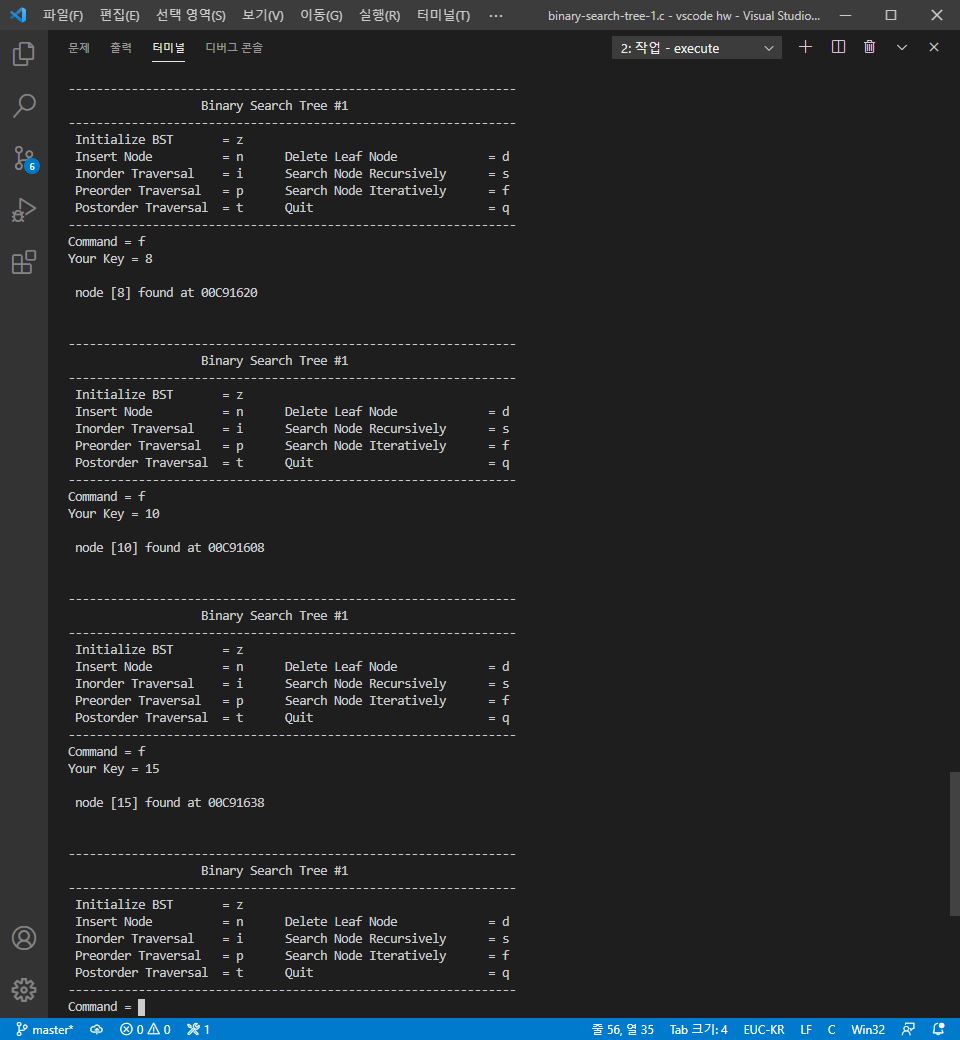 파일(F) 편집(E) 선택 영역(S) 보기(V) 이동(G) 실행(R) 터미널(T) ··· binary-search-tree-1.c - vscode hw - Visual Studio...
문제 출력 터미널 디버그 콘솔 2: 작업 - execute
----------------------------------------------------------------
Binary Search Tree #1
----------------------------------------------------------------
Initialize BST = z
Insert Node = n Delete Leaf Node = d
Inorder Traversal = i Search Node Recursively = s
Preorder Traversal = p Search Node Iteratively = f
Postorder Traversal = t Quit = q
----------------------------------------------------------------
Command = f
Your Key = 8
node [8] found at 00C91620
----------------------------------------------------------------
Binary Search Tree #1
----------------------------------------------------------------
Initialize BST = z
Insert Node = n Delete Leaf Node = d
Inorder Traversal = i Search Node Recursively = s
Preorder Traversal = p Search Node Iteratively = f
Postorder Traversal = t Quit = q
----------------------------------------------------------------
Command = f
Your Key = 10
node [10] found at 00C91608
----------------------------------------------------------------
Binary Search Tree #1
----------------------------------------------------------------
Initialize BST = z
Insert Node = n Delete Leaf Node = d
Inorder Traversal = i Search Node Recursively = s
Preorder Traversal = p Search Node Iteratively = f
Postorder Traversal = t Quit = q
----------------------------------------------------------------
Command = f
Your Key = 15
node [15] found at 00C91638
----------------------------------------------------------------
Binary Search Tree #1
----------------------------------------------------------------
Initialize BST = z
Insert Node = n Delete Leaf Node = d
Inorder Traversal = i Search Node Recursively = s
Preorder Traversal = p Search Node Iteratively = f
Postorder Traversal = t Quit = q
----------------------------------------------------------------
Command =
6
master* 0 0 1 줄 56, 열 35 Tab 크기: 4 EUC-KR LF C Win32